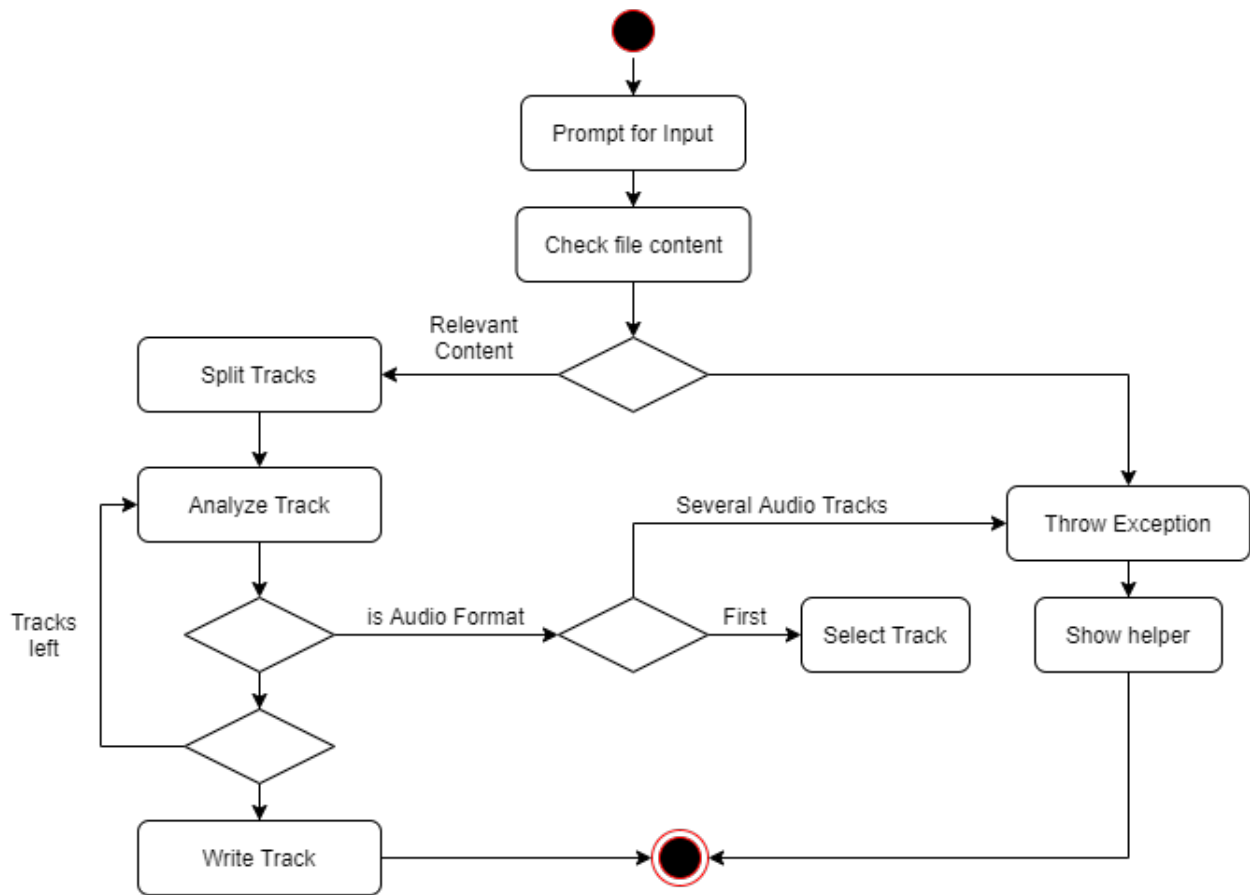 Prompt for Input
Check file content
Relevant
Content
Split Tracks
Analyze Track
Several Audio Tracks
Throw Exception
Tracks
left
is Audio Format
First
Select Track
Show helper
Write Track